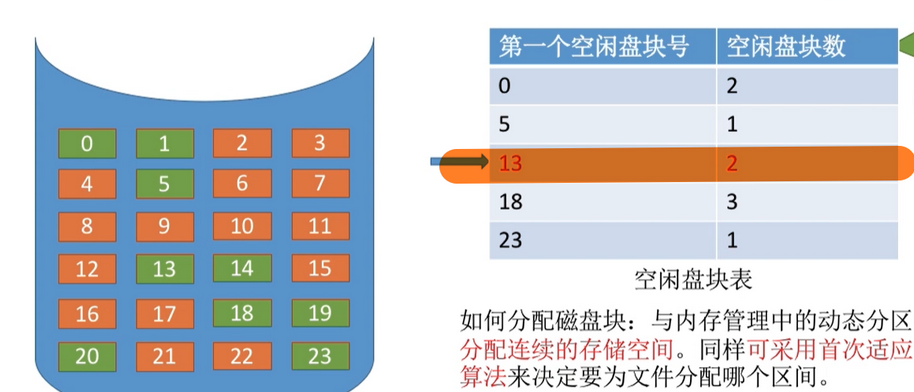 0 1 2 3
4 5 6 7
8 9 10 11
12 13 14 15
16 17 18 19
20 21 22 23
第一个空闲盘块号 空闲盘块数
0 2
5 1
13 2
18 3
23 1
空闲盘块表
如何分配磁盘块：与内存管理中的动态分区
分配连续的存储空间。同样可采用首次适应
算法来决定要为文件分配哪个区间。